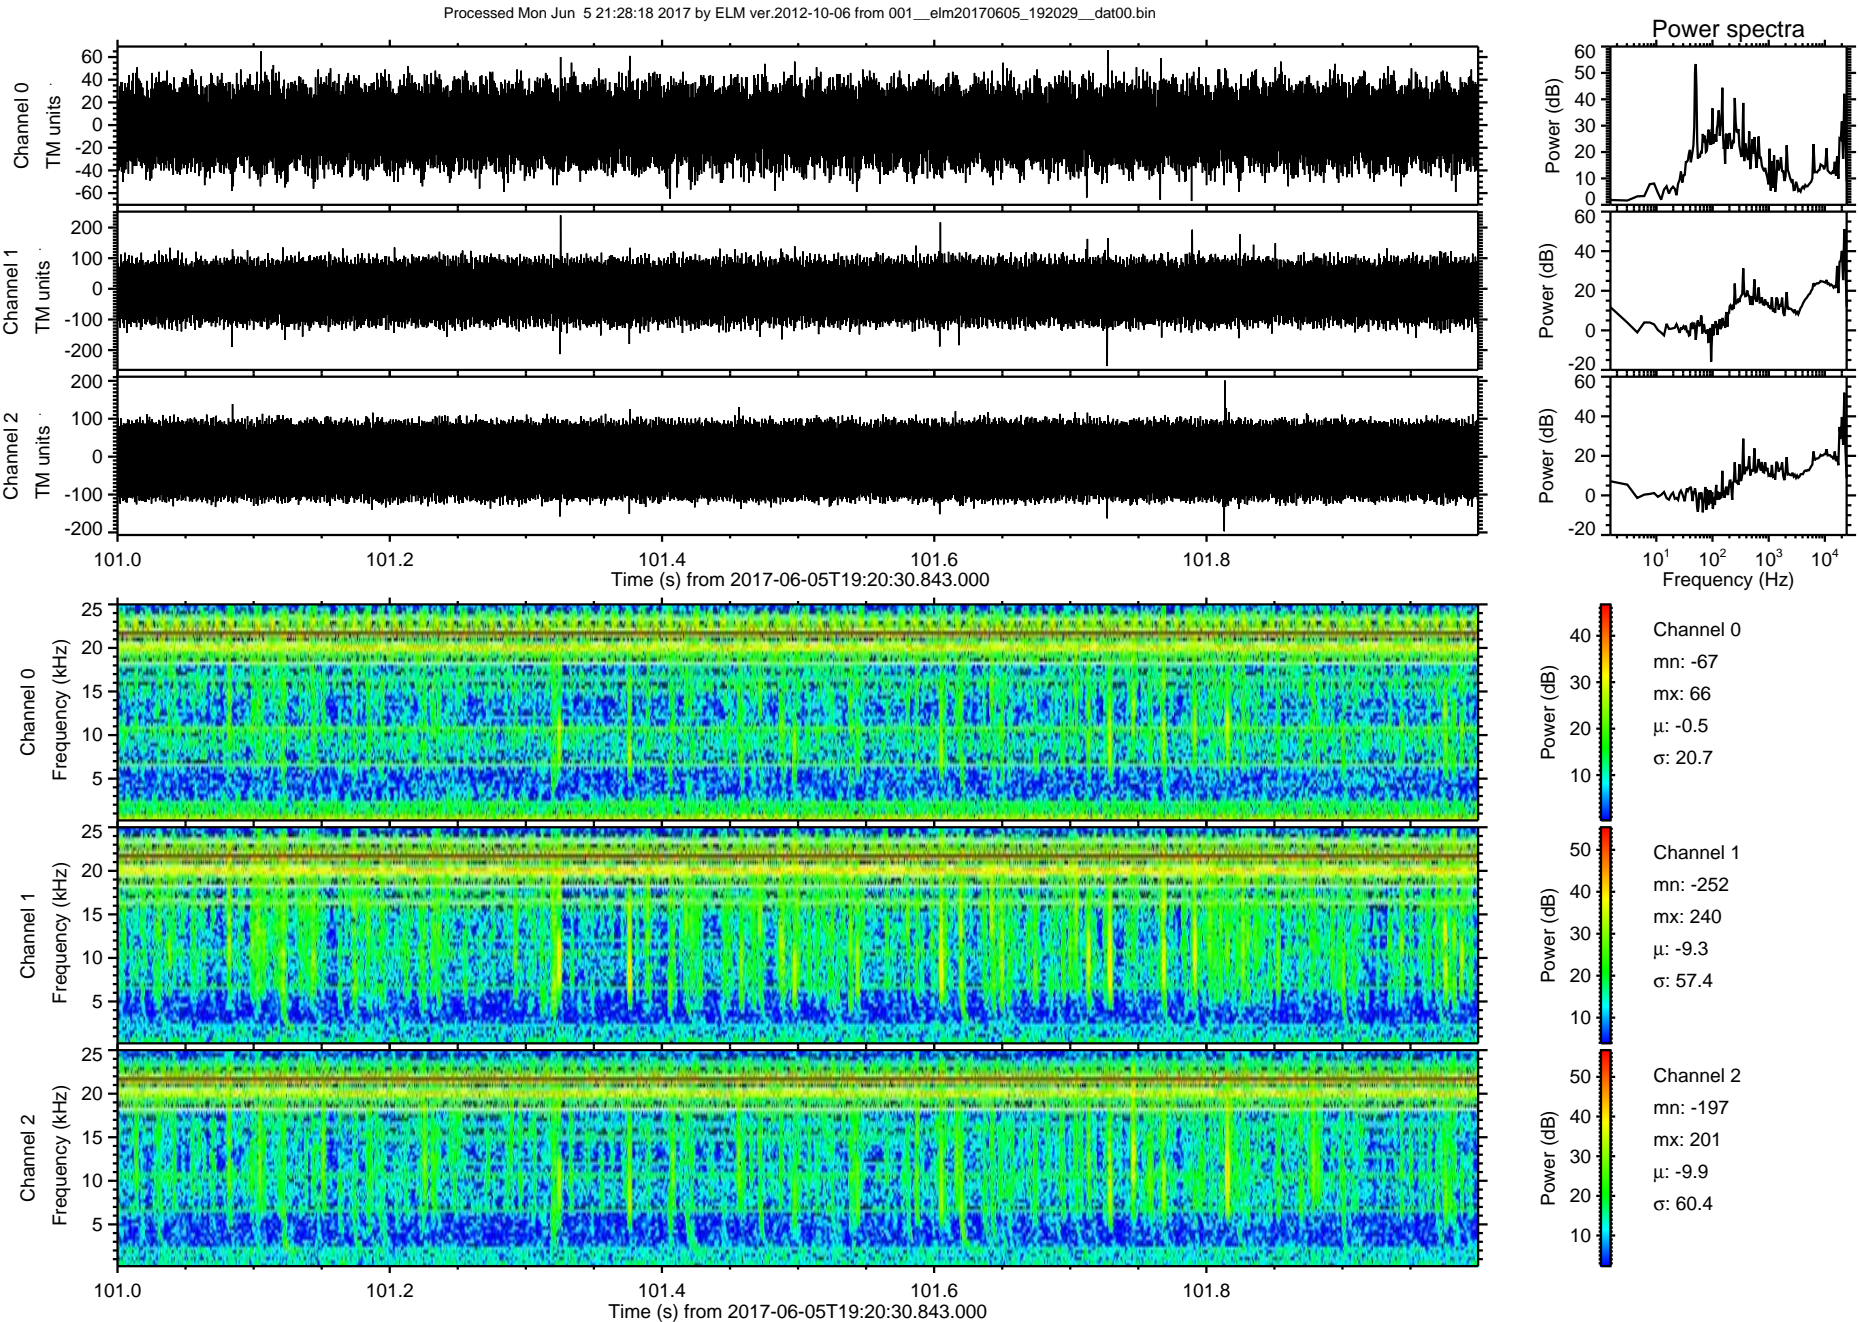 Processed Mon Jun  5 21:28:18 2017 by ELM ver.2012-10-06 from 001__elm20170605_192029__dat00.bin
Power spectra
Channel 0
TM units
60
40
20
0
-20
-40
-60
Power (dB)
60
50
40
30
20
10
0
Channel 1
TM units
200
100
0
-100
-200
Power (dB)
60
40
20
0
-20
Channel 2
TM units
200
100
0
-100
-200
Power (dB)
60
40
20
0
-20
101.0 101.2 101.4 101.6 101.8
Time (s) from 2017-06-05T19:20:30.843.000
10^1 10^2 10^3 10^4
Frequency (Hz)
Channel 0
Frequency (kHz)
25
20
15
10
5
Power (dB)
40
30
20
10
Channel 0
mn: -67
mx: 66
μ: -0.5
σ: 20.7
Channel 1
Frequency (kHz)
25
20
15
10
5
Power (dB)
50
40
30
20
10
Channel 1
mn: -252
mx: 240
μ: -9.3
σ: 57.4
Channel 2
Frequency (kHz)
25
20
15
10
5
Power (dB)
50
40
30
20
10
Channel 2
mn: -197
mx: 201
μ: -9.9
σ: 60.4
101.0 101.2 101.4 101.6 101.8
Time (s) from 2017-06-05T19:20:30.843.000